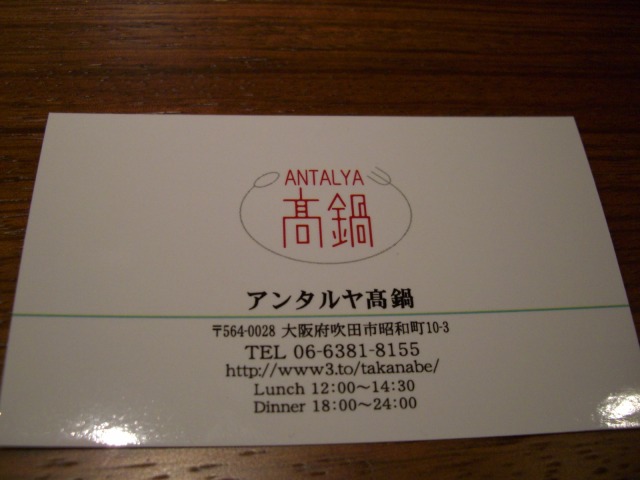 ANTALYA
髙鍋
アンタルヤ髙鍋
〒564-0028 大阪府吹田市昭和町10-3
TEL 06-6381-8155
http://www3.to/takanabe/
Lunch 12:00～14:30
Dinner 18:00～24:00